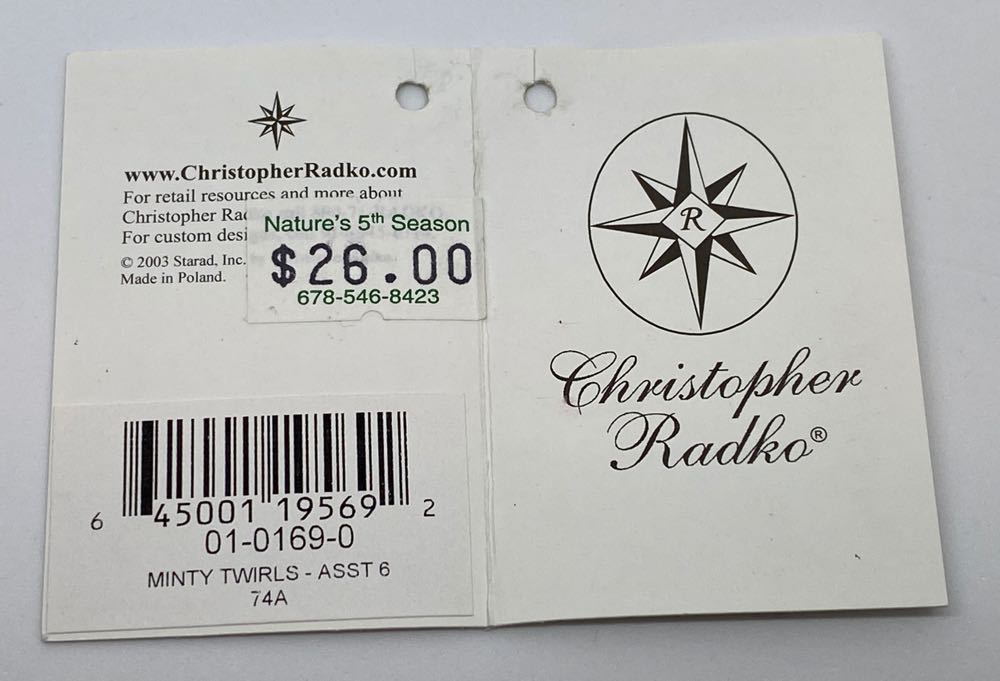 www.ChristopherRadko.com
For retail resources and more about
Christopher
For custom
© 2003 Starad, Inc.
Made in Poland.
Nature's 5th Season
$26.00
678-546-8423
6 45001 19569 2
01-0169-0
MINTY TWIRLS - ASST 6
74A
R
Christopher
Radko®